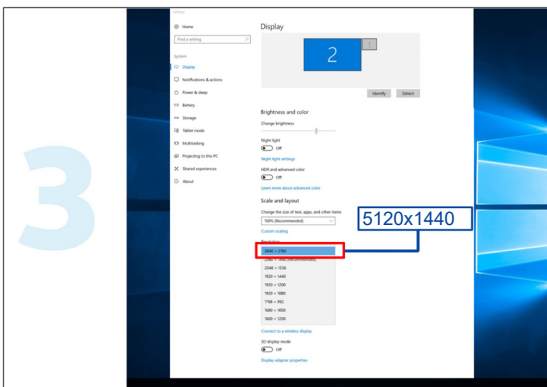 3
Home
Display
Find a setting
2
1
System
Display
Notifications & actions
Identify
Detect
Power & sleep
Battery
Brightness and color
Storage
Change brightness
Tablet mode
Multitasking
Night light
Off
Projecting to this PC
Night light settings
Shared experiences
HDR and advanced color
Off
About
Learn more about advanced color
Scale and layout
Change the size of text, apps, and other items
100% (Recommended)
5120x1440
Custom scaling
3840 × 2160
2048 × 1536
1920 × 1440
1920 × 1200
1920 × 1080
1768 × 992
1680 × 1050
1600 × 1200
Connect to a wireless display
3D display mode
Off
Display adapter properties